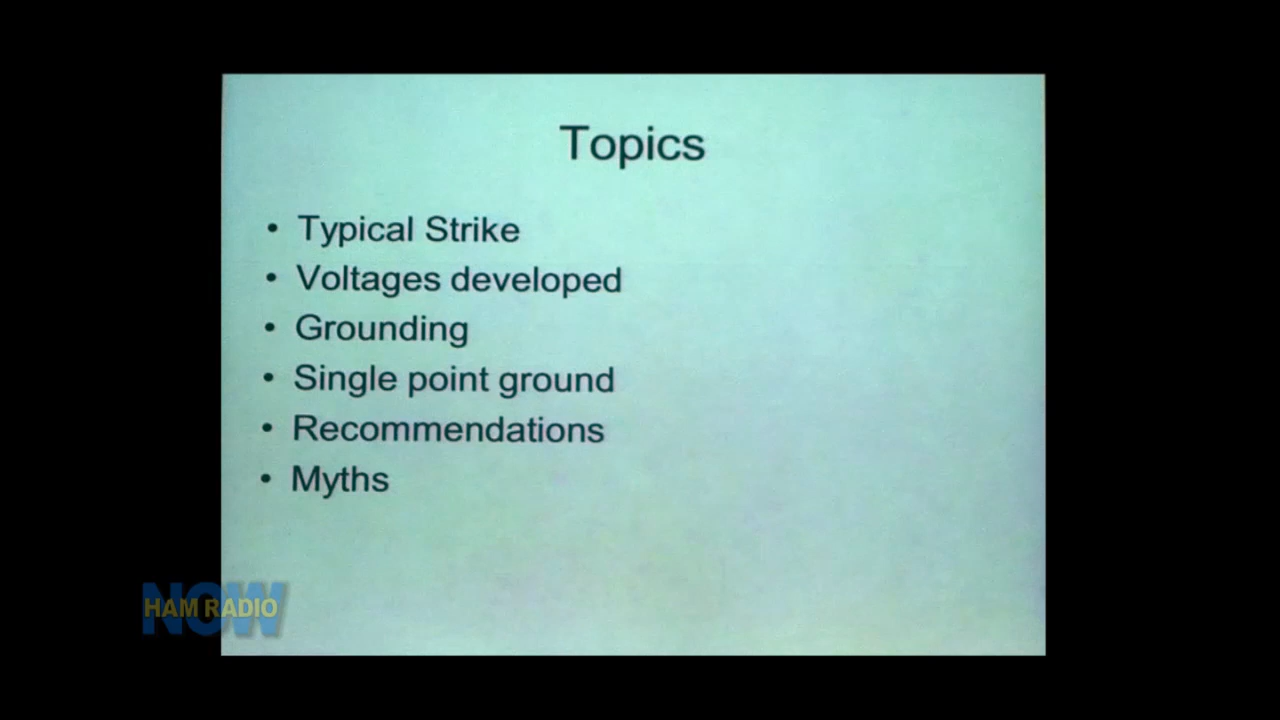 Topics
• Typical Strike
• Voltages developed
• Grounding
• Single point ground
• Recommendations
• Myths
NOW
HAM RADIO